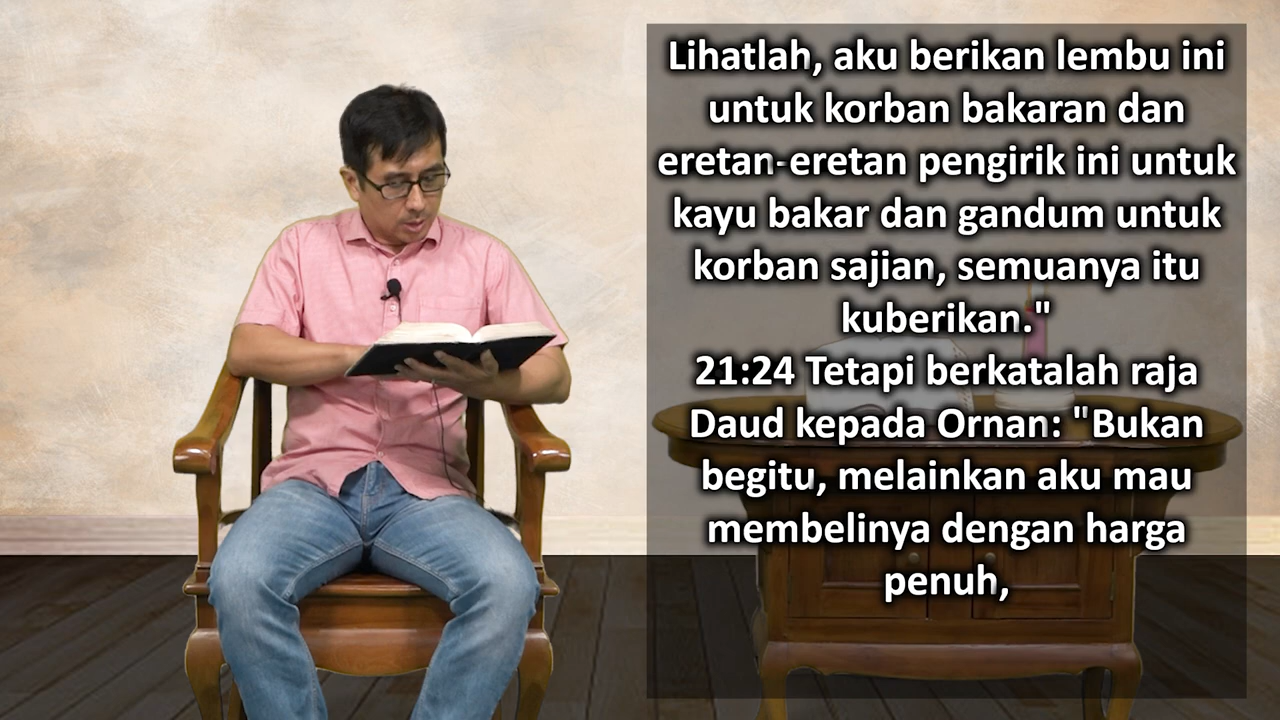 Lihatlah, aku berikan lembu ini
untuk korban bakaran dan
eretan-eretan pengirik ini untuk
kayu bakar dan gandum untuk
korban sajian, semuanya itu
kuberikan."
21:24 Tetapi berkatalah raja
Daud kepada Ornan: "Bukan
begitu, melainkan aku mau
membelinya dengan harga
penuh,